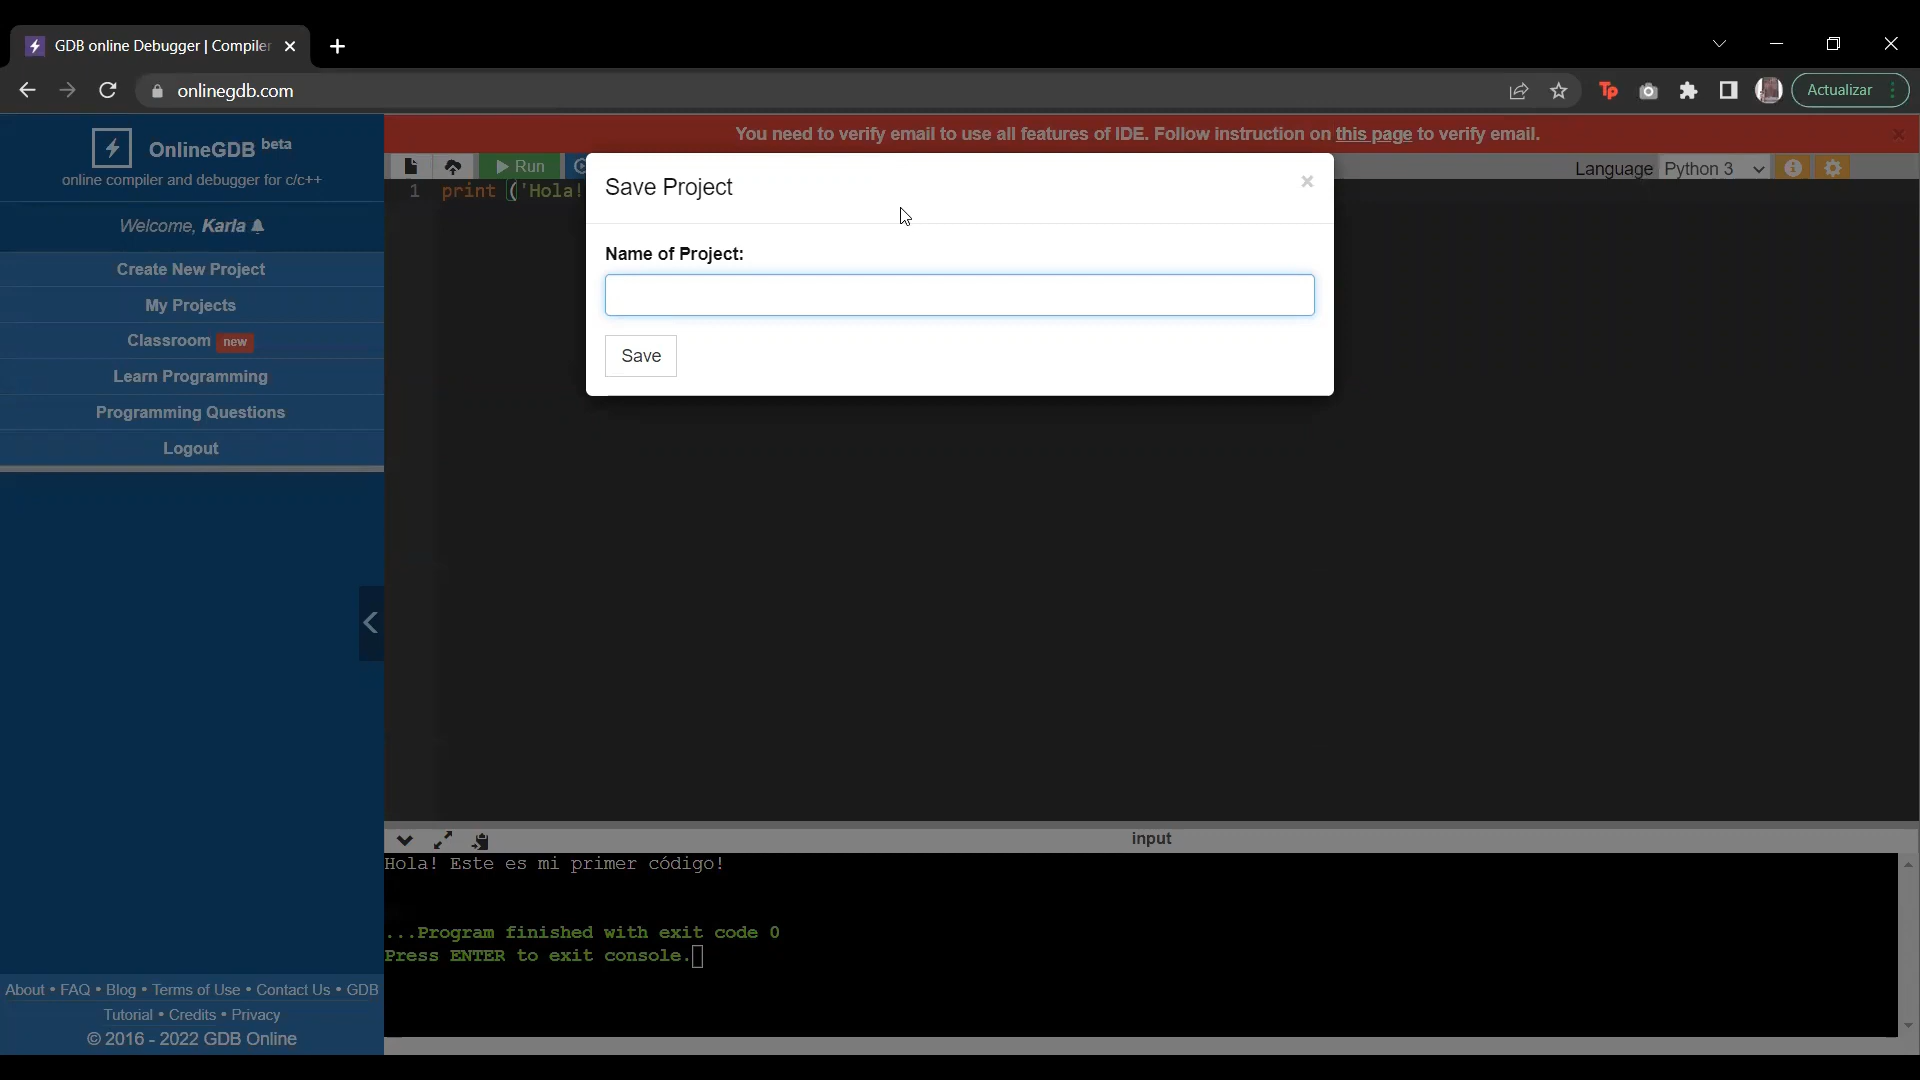 GDB online Debugger | Compiler
onlinegdb.com
Tp
Actualizar
OnlineGDB beta
online compiler and debugger for c/c++
Welcome, Karla
Create New Project
My Projects
Classroom new
Learn Programming
Programming Questions
Logout
About • FAQ • Blog • Terms of Use • Contact Us • GDB
Tutorial • Credits • Privacy
© 2016 - 2022 GDB Online
You need to verify email to use all features of IDE. Follow instruction on this page to verify email.
Run
Language Python 3
1 print ('Hola!
Save Project
×
Name of Project:
Save
input
Hola! Este es mi primer código!
...Program finished with exit code 0
Press ENTER to exit console.